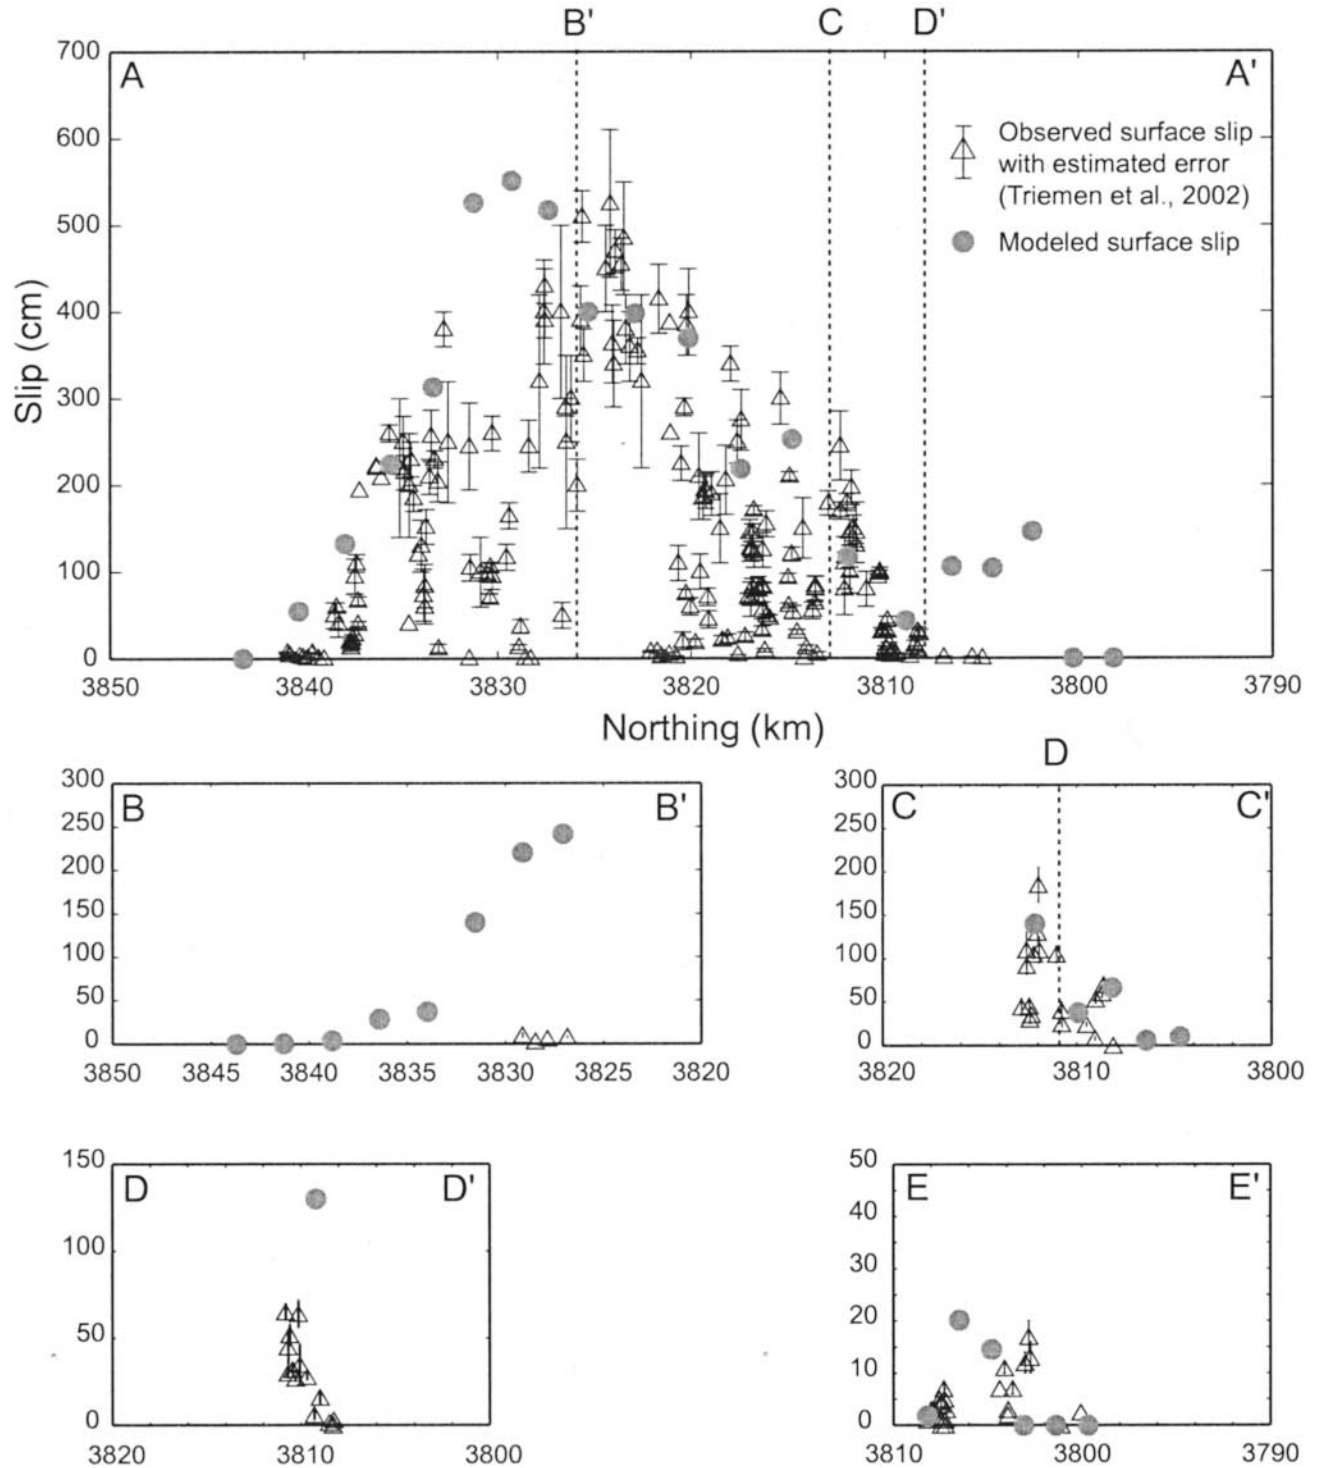 B' C D'
700
A A'
600
Observed surface slip
with estimated error
(Triemen et al., 2002)
500
Modeled surface slip
Slip (cm)
400
300
200
100
0
3850 3840 3830 3820 3810 3800 3790
Northing (km)
D
300
B B'
250
200
150
100
50
0
3850 3845 3840 3835 3830 3825 3820
300
C C'
250
200
150
100
50
0
3820 3810 3800
150
D D'
100
50
0
3820 3810 3800
50
E E'
40
30
20
10
0
3810 3800 3790